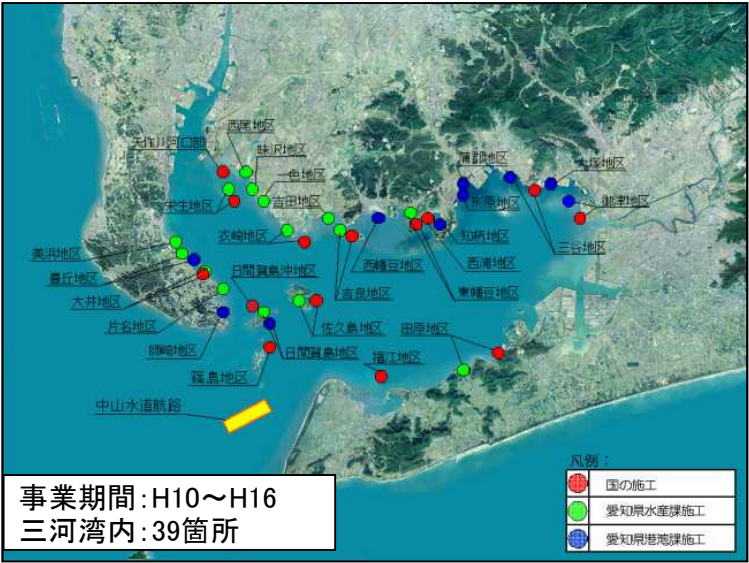 西尾地区
矢作川河口部
味沢地区
一色地区
吉田地区
蒲郡地区
大塚地区
形原地区
御津地区
栄生地区
衣崎地区
知柄地区
三谷地区
西浦地区
西幡豆地区
東幡豆地区
吉良地区
美浜地区
豊丘地区
大井地区
日間賀島沖地区
片名地区
佐久島地区
田原地区
師崎地区
日間賀島地区
福江地区
篠島地区
中山水道航路
事業期間:H10～H16
三河湾内:39箇所
凡例：
国の施工
愛知県水産課施工
愛知県港湾課施工